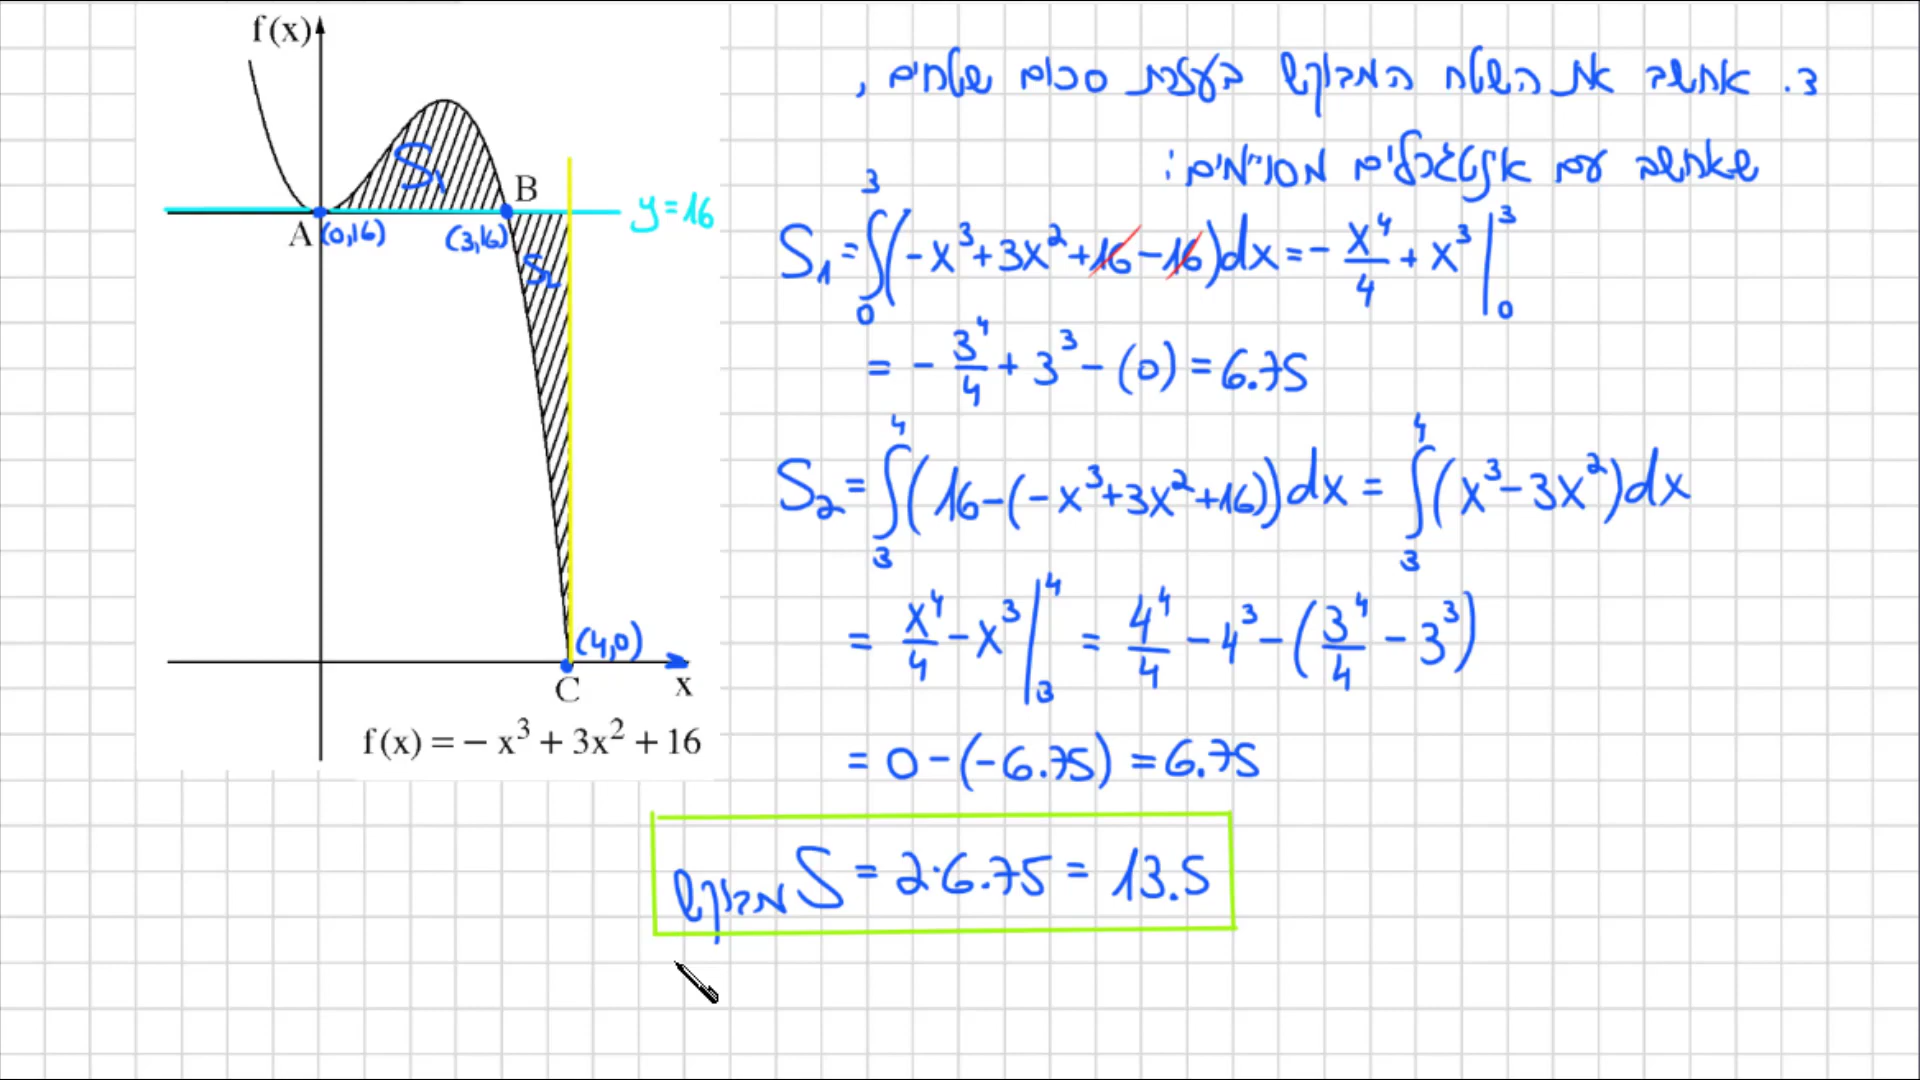 f(x)
S₁
B
y=16
A (0,16)
(3,16)
S₂
(4,0)
C
x
f(x) = − x³ + 3x² + 16
ג. אחשב את השטח המבוקש בעזרת סכום שטחים,
שאחשב עם אינטגרלים מסויימים:
S₁ = ∫₀³ (-x³+3x²+16-16)dx = - x⁴/4 + x³ |₀³
= - 3⁴/4 + 3³ - (0) = 6.75
S₂ = ∫₃⁴ (16-(-x³+3x²+16))dx = ∫₃⁴ (x³-3x²)dx
= x⁴/4 - x³ |₃⁴ = 4⁴/4 - 4³ - (3⁴/4 - 3³)
= 0 - (-6.75) = 6.75
מבוקש S = 2·6.75 = 13.5